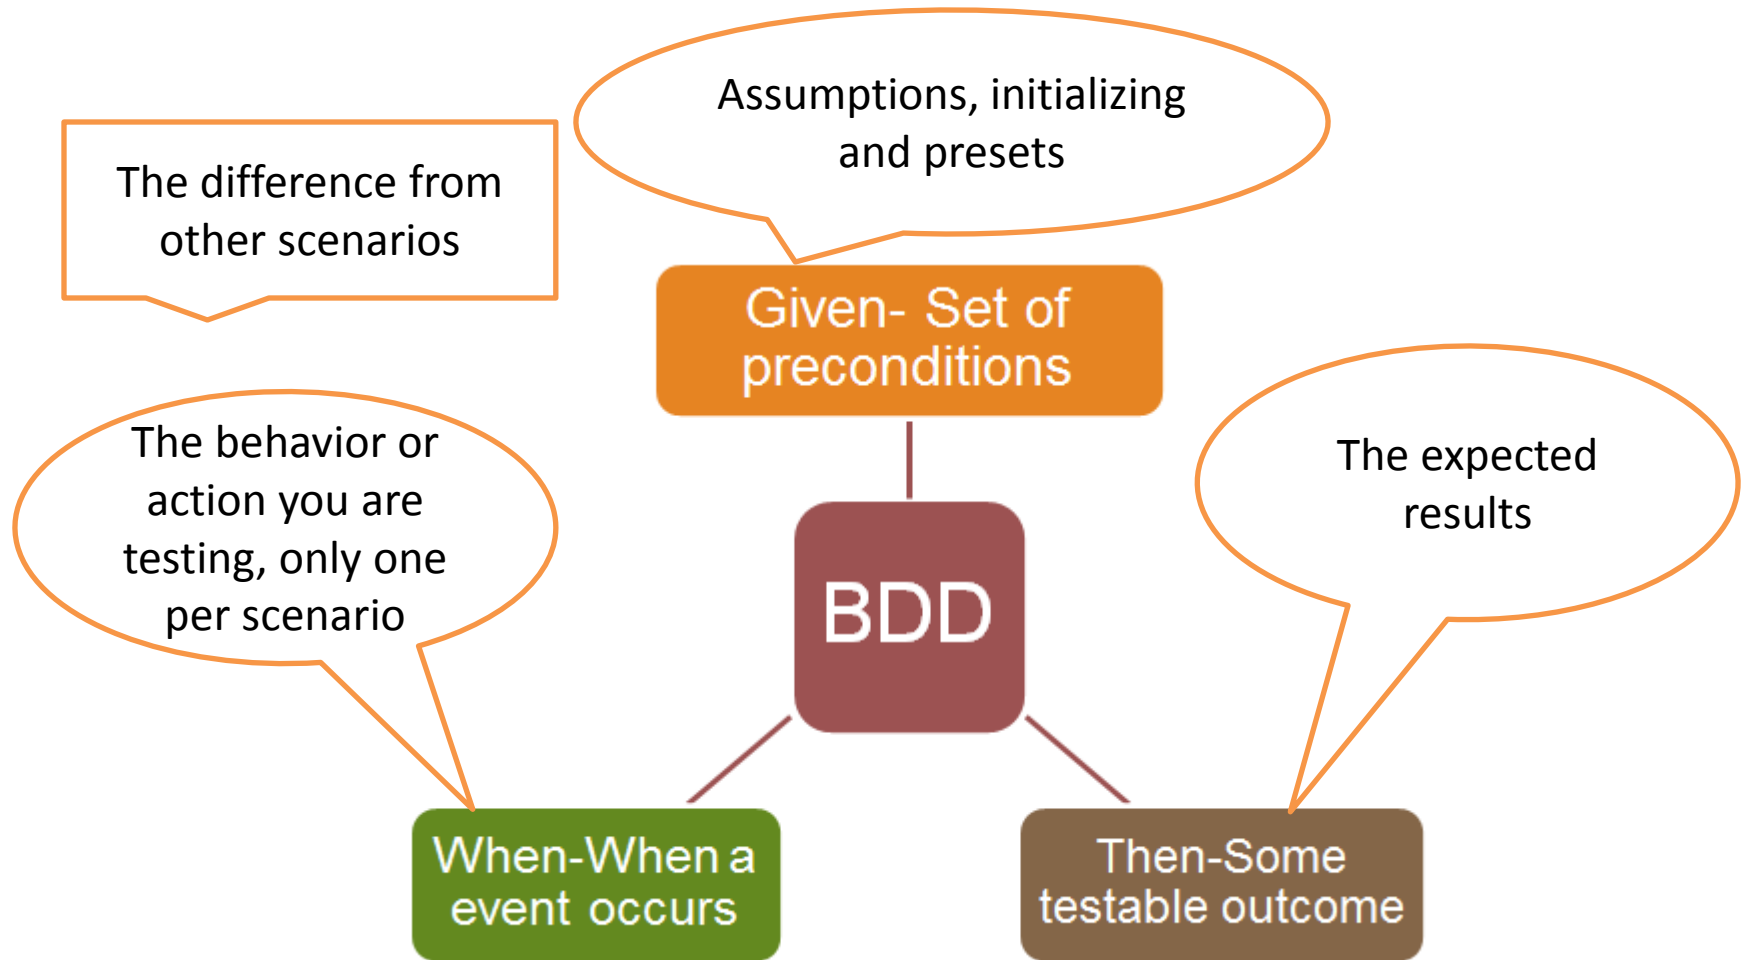 Assumptions, initializing
and presets
The difference from
other scenarios
Given- Set of
preconditions
The behavior or
action you are
testing, only one
per scenario
The expected
results
BDD
When-When a
event occurs
Then-Some
testable outcome